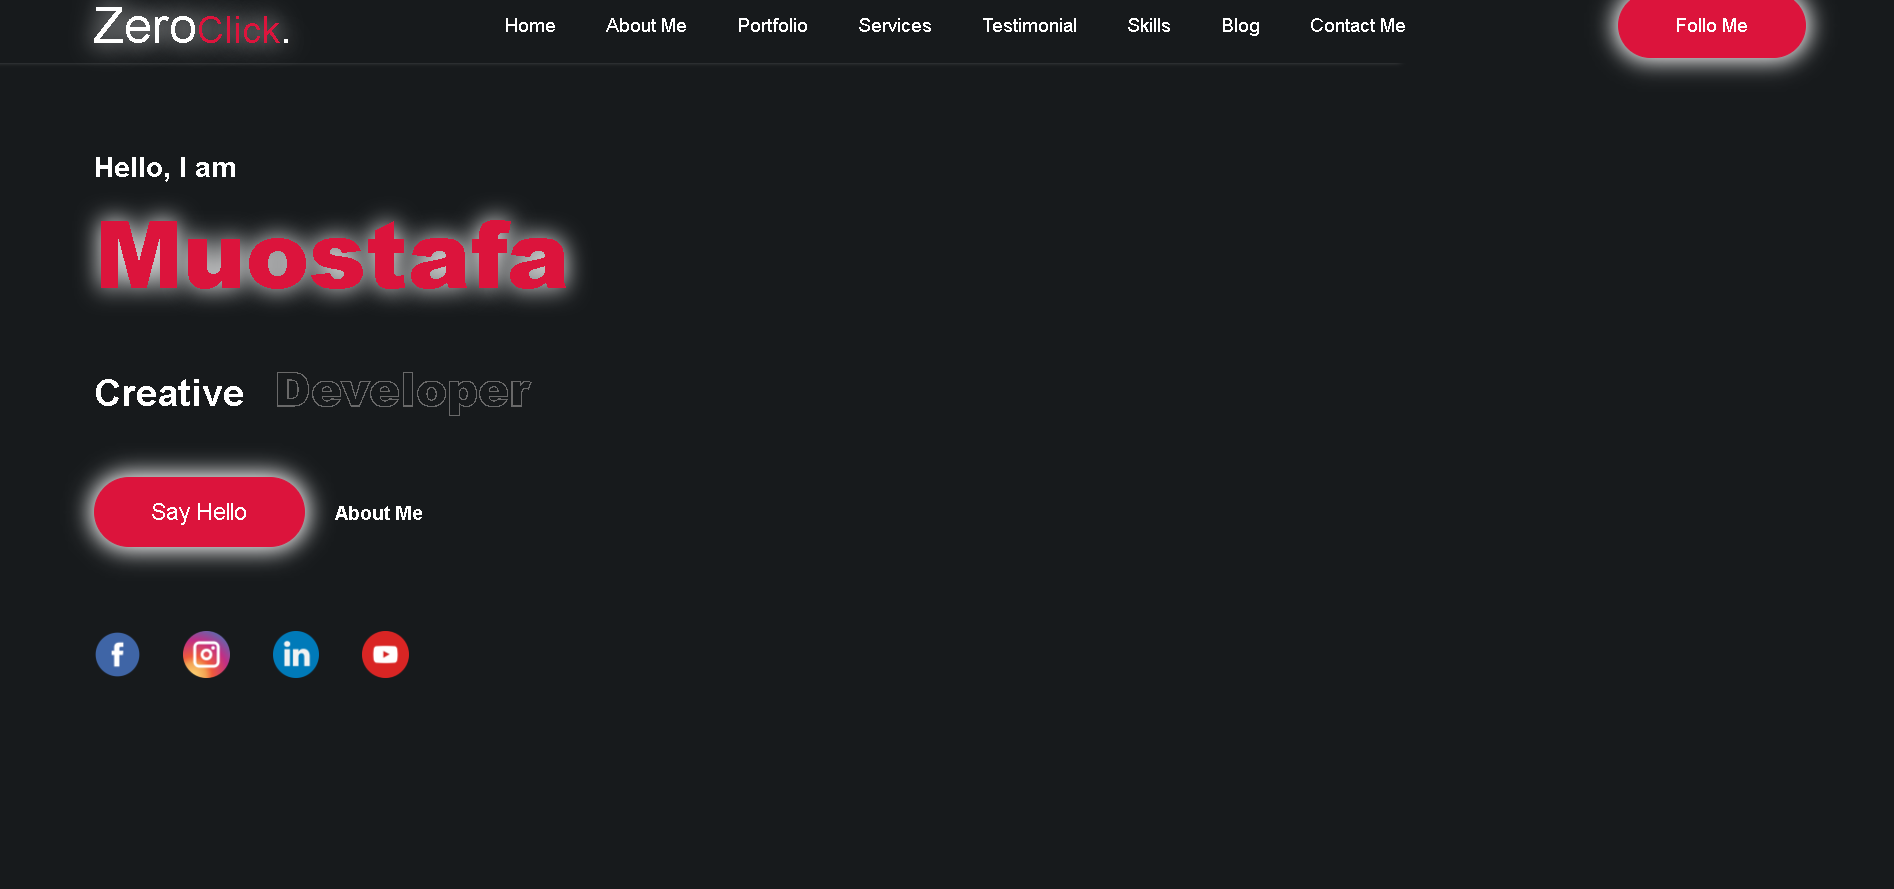 ZeroClick.
Home About Me Portfolio Services Testimonial Skills Blog Contact Me
Follo Me
Hello, I am
Muostafa
Creative Developer
Say Hello
About Me
f
in